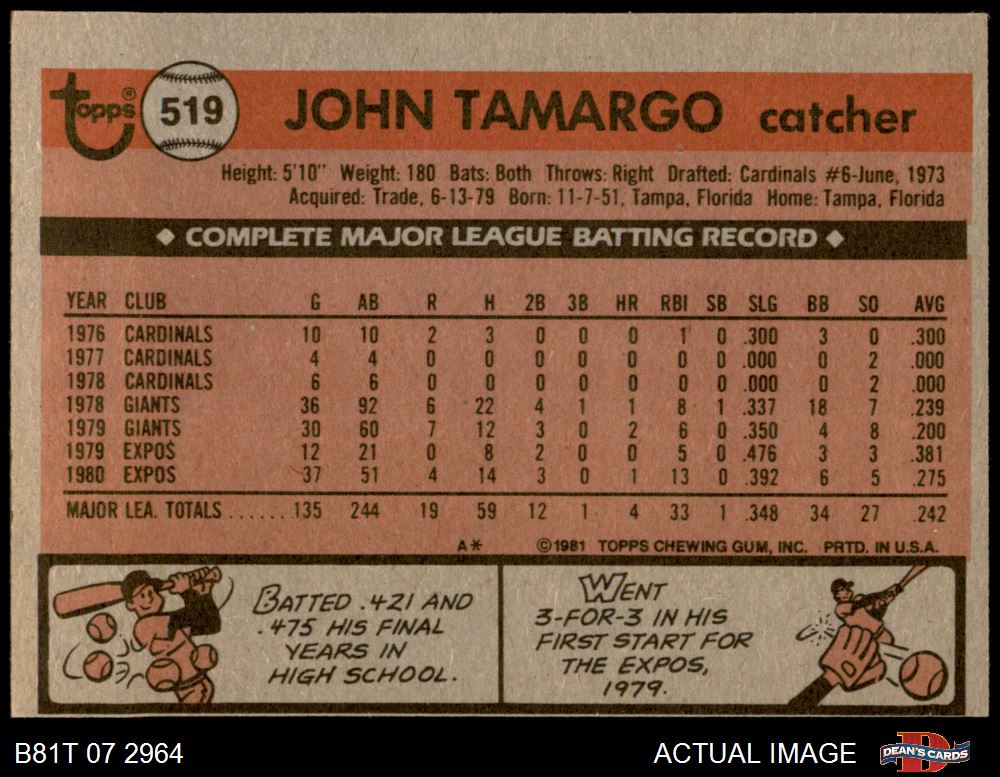 topps® 519 JOHN TAMARGO catcher
Height: 5'10" Weight: 180 Bats: Both Throws: Right Drafted: Cardinals #6-June, 1973
Acquired: Trade, 6-13-79 Born: 11-7-51, Tampa, Florida Home: Tampa, Florida
◆ COMPLETE MAJOR LEAGUE BATTING RECORD ◆
YEAR CLUB G AB R H 2B 3B HR RBI SB SLG BB SO AVG
1976 CARDINALS 10 10 2 3 0 0 0 1 0 .300 3 0 .300
1977 CARDINALS 4 4 0 0 0 0 0 0 0 .000 0 2 .000
1978 CARDINALS 6 6 0 0 0 0 0 0 0 .000 0 2 .000
1978 GIANTS 36 92 6 22 4 1 1 8 1 .337 18 7 .239
1979 GIANTS 30 60 7 12 3 0 2 6 0 .350 4 8 .200
1979 EXPOS 12 21 0 8 2 0 0 5 0 .476 3 3 .381
1980 EXPOS 37 51 4 14 3 0 1 13 0 .392 6 5 .275
MAJOR LEA. TOTALS ....... 135 244 19 59 12 1 4 33 1 .348 34 27 .242
A* ©1981 TOPPS CHEWING GUM, INC. PRTD. IN U.S.A.
BATTED .421 AND
.475 HIS FINAL
YEARS IN
HIGH SCHOOL.
WENT
3-FOR-3 IN HIS
FIRST START FOR
THE EXPOS,
1979.
B81T 07 2964 ACTUAL IMAGE DEAN'S CARDS